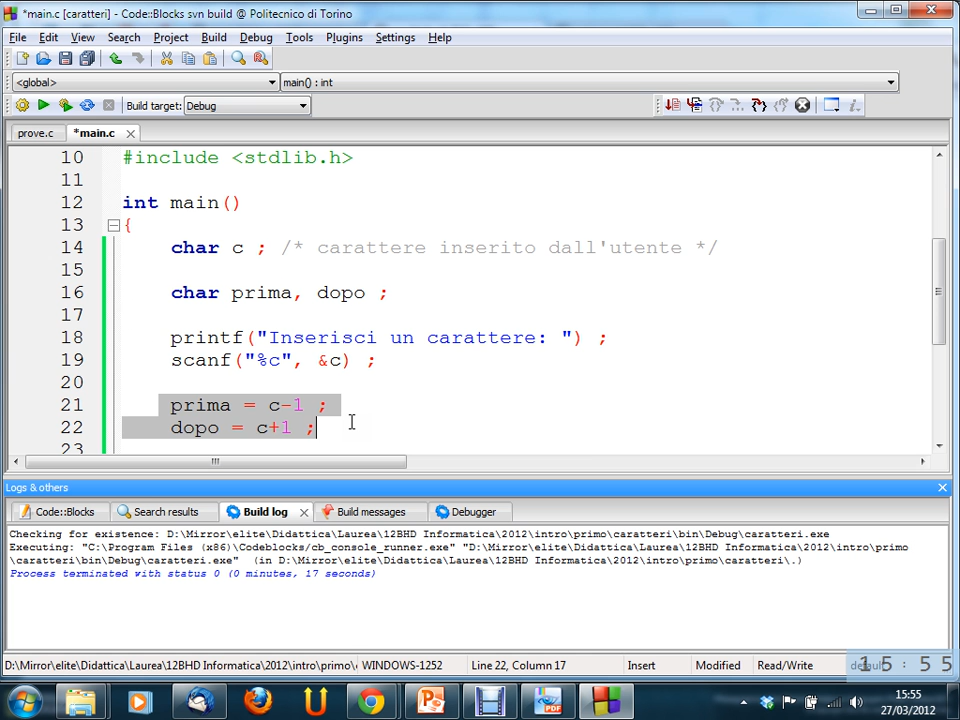 *main.c [caratteri] - Code::Blocks svn build @ Politecnico di Torino
File Edit View Search Project Build Debug Tools Plugins Settings Help
<global> main() : int
Build target: Debug
prove.c *main.c
10 #include <stdlib.h>
11
12 int main()
13 {
14 char c ; /* carattere inserito dall'utente */
15
16 char prima, dopo ;
17
18 printf("Inserisci un carattere: ") ;
19 scanf("%c", &c) ;
20
21 prima = c-1 ;
22 dopo = c+1 ;
23
Logs & others
Code::Blocks Search results Build log Build messages Debugger
Checking for existence: D:\Mirror\elite\Didattica\Laurea\12BHD Informatica\2012\intro\primo\caratteri\bin\Debug\caratteri.exe
Executing: "C:\Program Files (x86)\Codeblocks/cb_console_runner.exe" "D:\Mirror\elite\Didattica\Laurea\12BHD Informatica\2012\intro\primo
\caratteri\bin\Debug\caratteri.exe" (in D:\Mirror\elite\Didattica\Laurea\12BHD Informatica\2012\intro\primo\caratteri\.)
Process terminated with status 0 (0 minutes, 17 seconds)
D:\Mirror\elite\Didattica\Laurea\12BHD Informatica\2012\intro\primo\ WINDOWS-1252 Line 22, Column 17 Insert Modified Read/Write default
15:55
15:55
27/03/2012